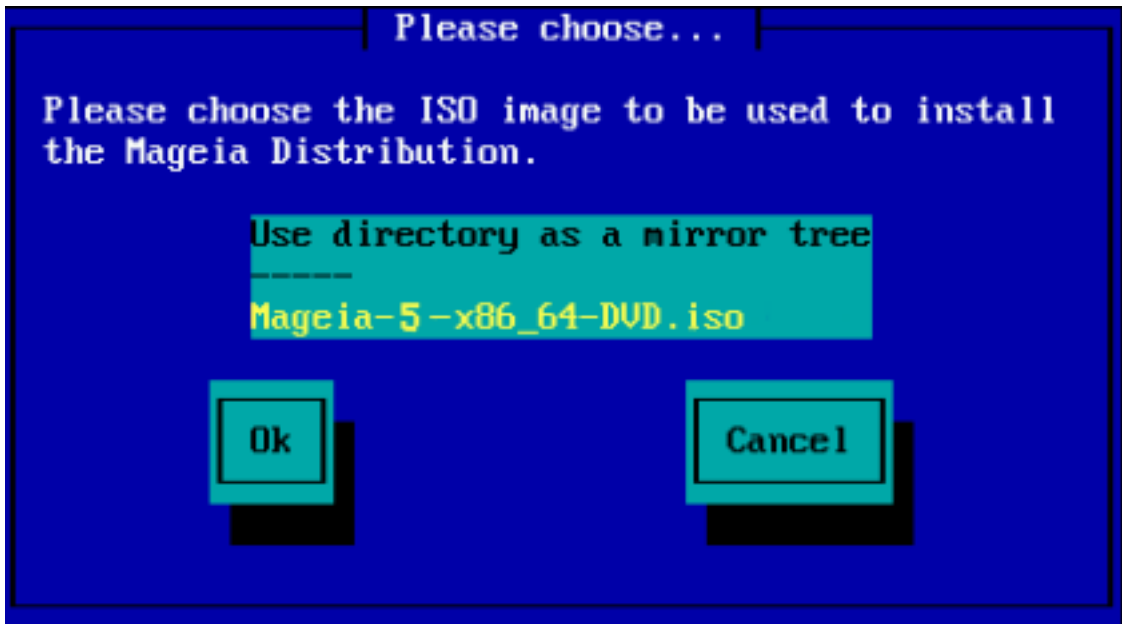 Please choose...
Please choose the ISO image to be used to install
the Mageia Distribution.
Use directory as a mirror tree
-----
Mageia-5-x86_64-DVD.iso
Ok
Cancel